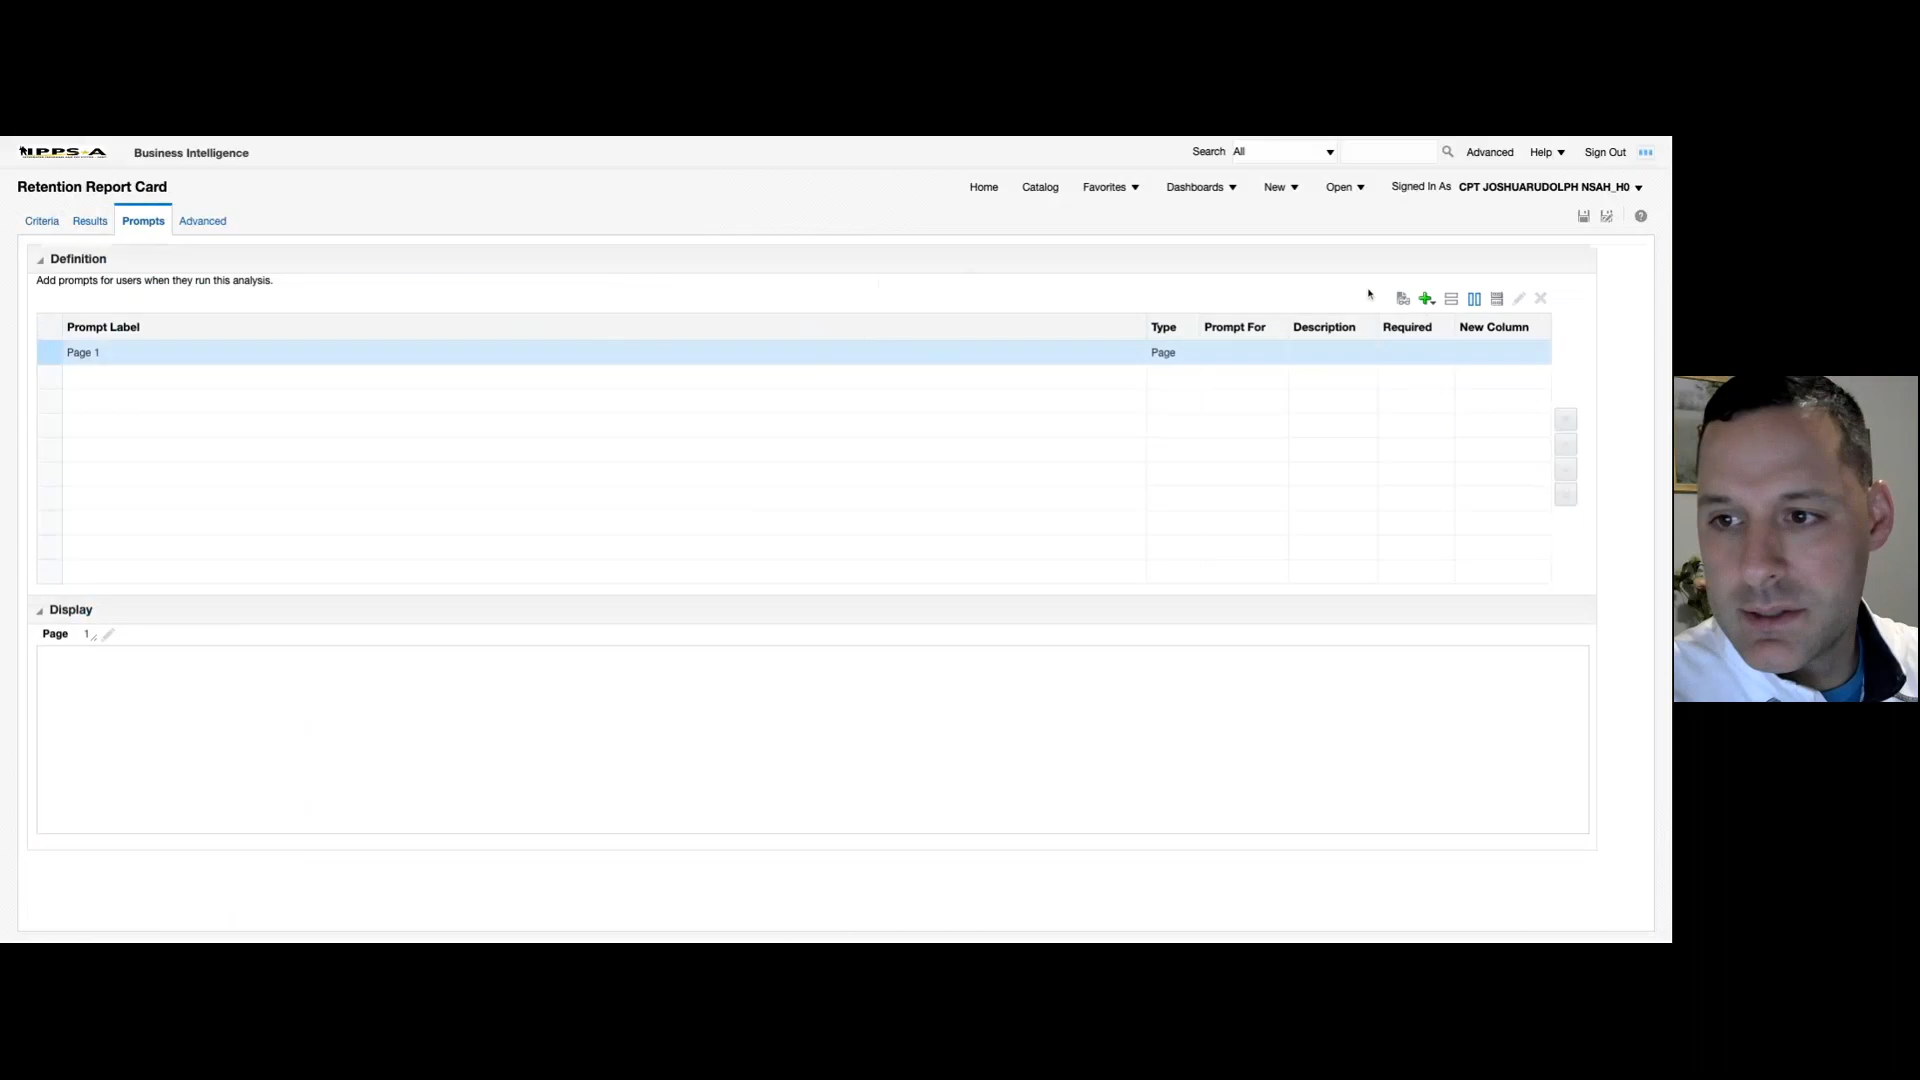 IPPS-A
Business Intelligence
Search All
Advanced
Help
Sign Out
Retention Report Card
Home
Catalog
Favorites
Dashboards
New
Open
Signed In As CPT JOSHUARUDOLPH NSAH_H0
Criteria
Results
Prompts
Advanced
Definition
Add prompts for users when they run this analysis.
Prompt Label
Type
Prompt For
Description
Required
New Column
Page 1
Page
Display
Page 1